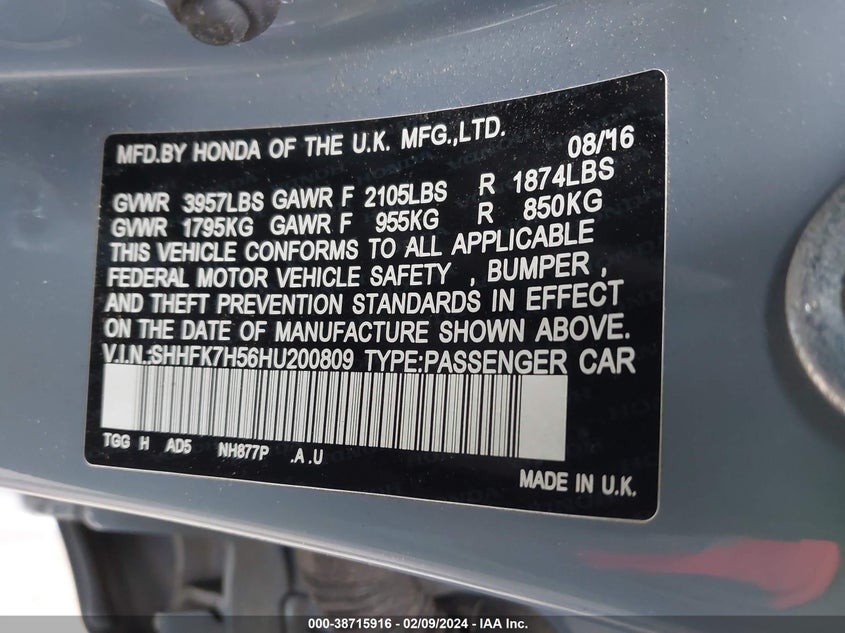 MFD.BY HONDA OF THE U.K. MFG.,LTD. 08/16
GVWR 3957LBS GAWR F 2105LBS R 1874LBS
GVWR 1795KG GAWR F 955KG R 850KG
THIS VEHICLE CONFORMS TO ALL APPLICABLE
FEDERAL MOTOR VEHICLE SAFETY , BUMPER ,
AND THEFT PREVENTION STANDARDS IN EFFECT
ON THE DATE OF MANUFACTURE SHOWN ABOVE.
V.I.N.:SHHFK7H56HU200809 TYPE:PASSENGER CAR
TGG H AD5 NH877P .A .U
MADE IN U.K.
000-38715916 - 02/09/2024 - IAA Inc.